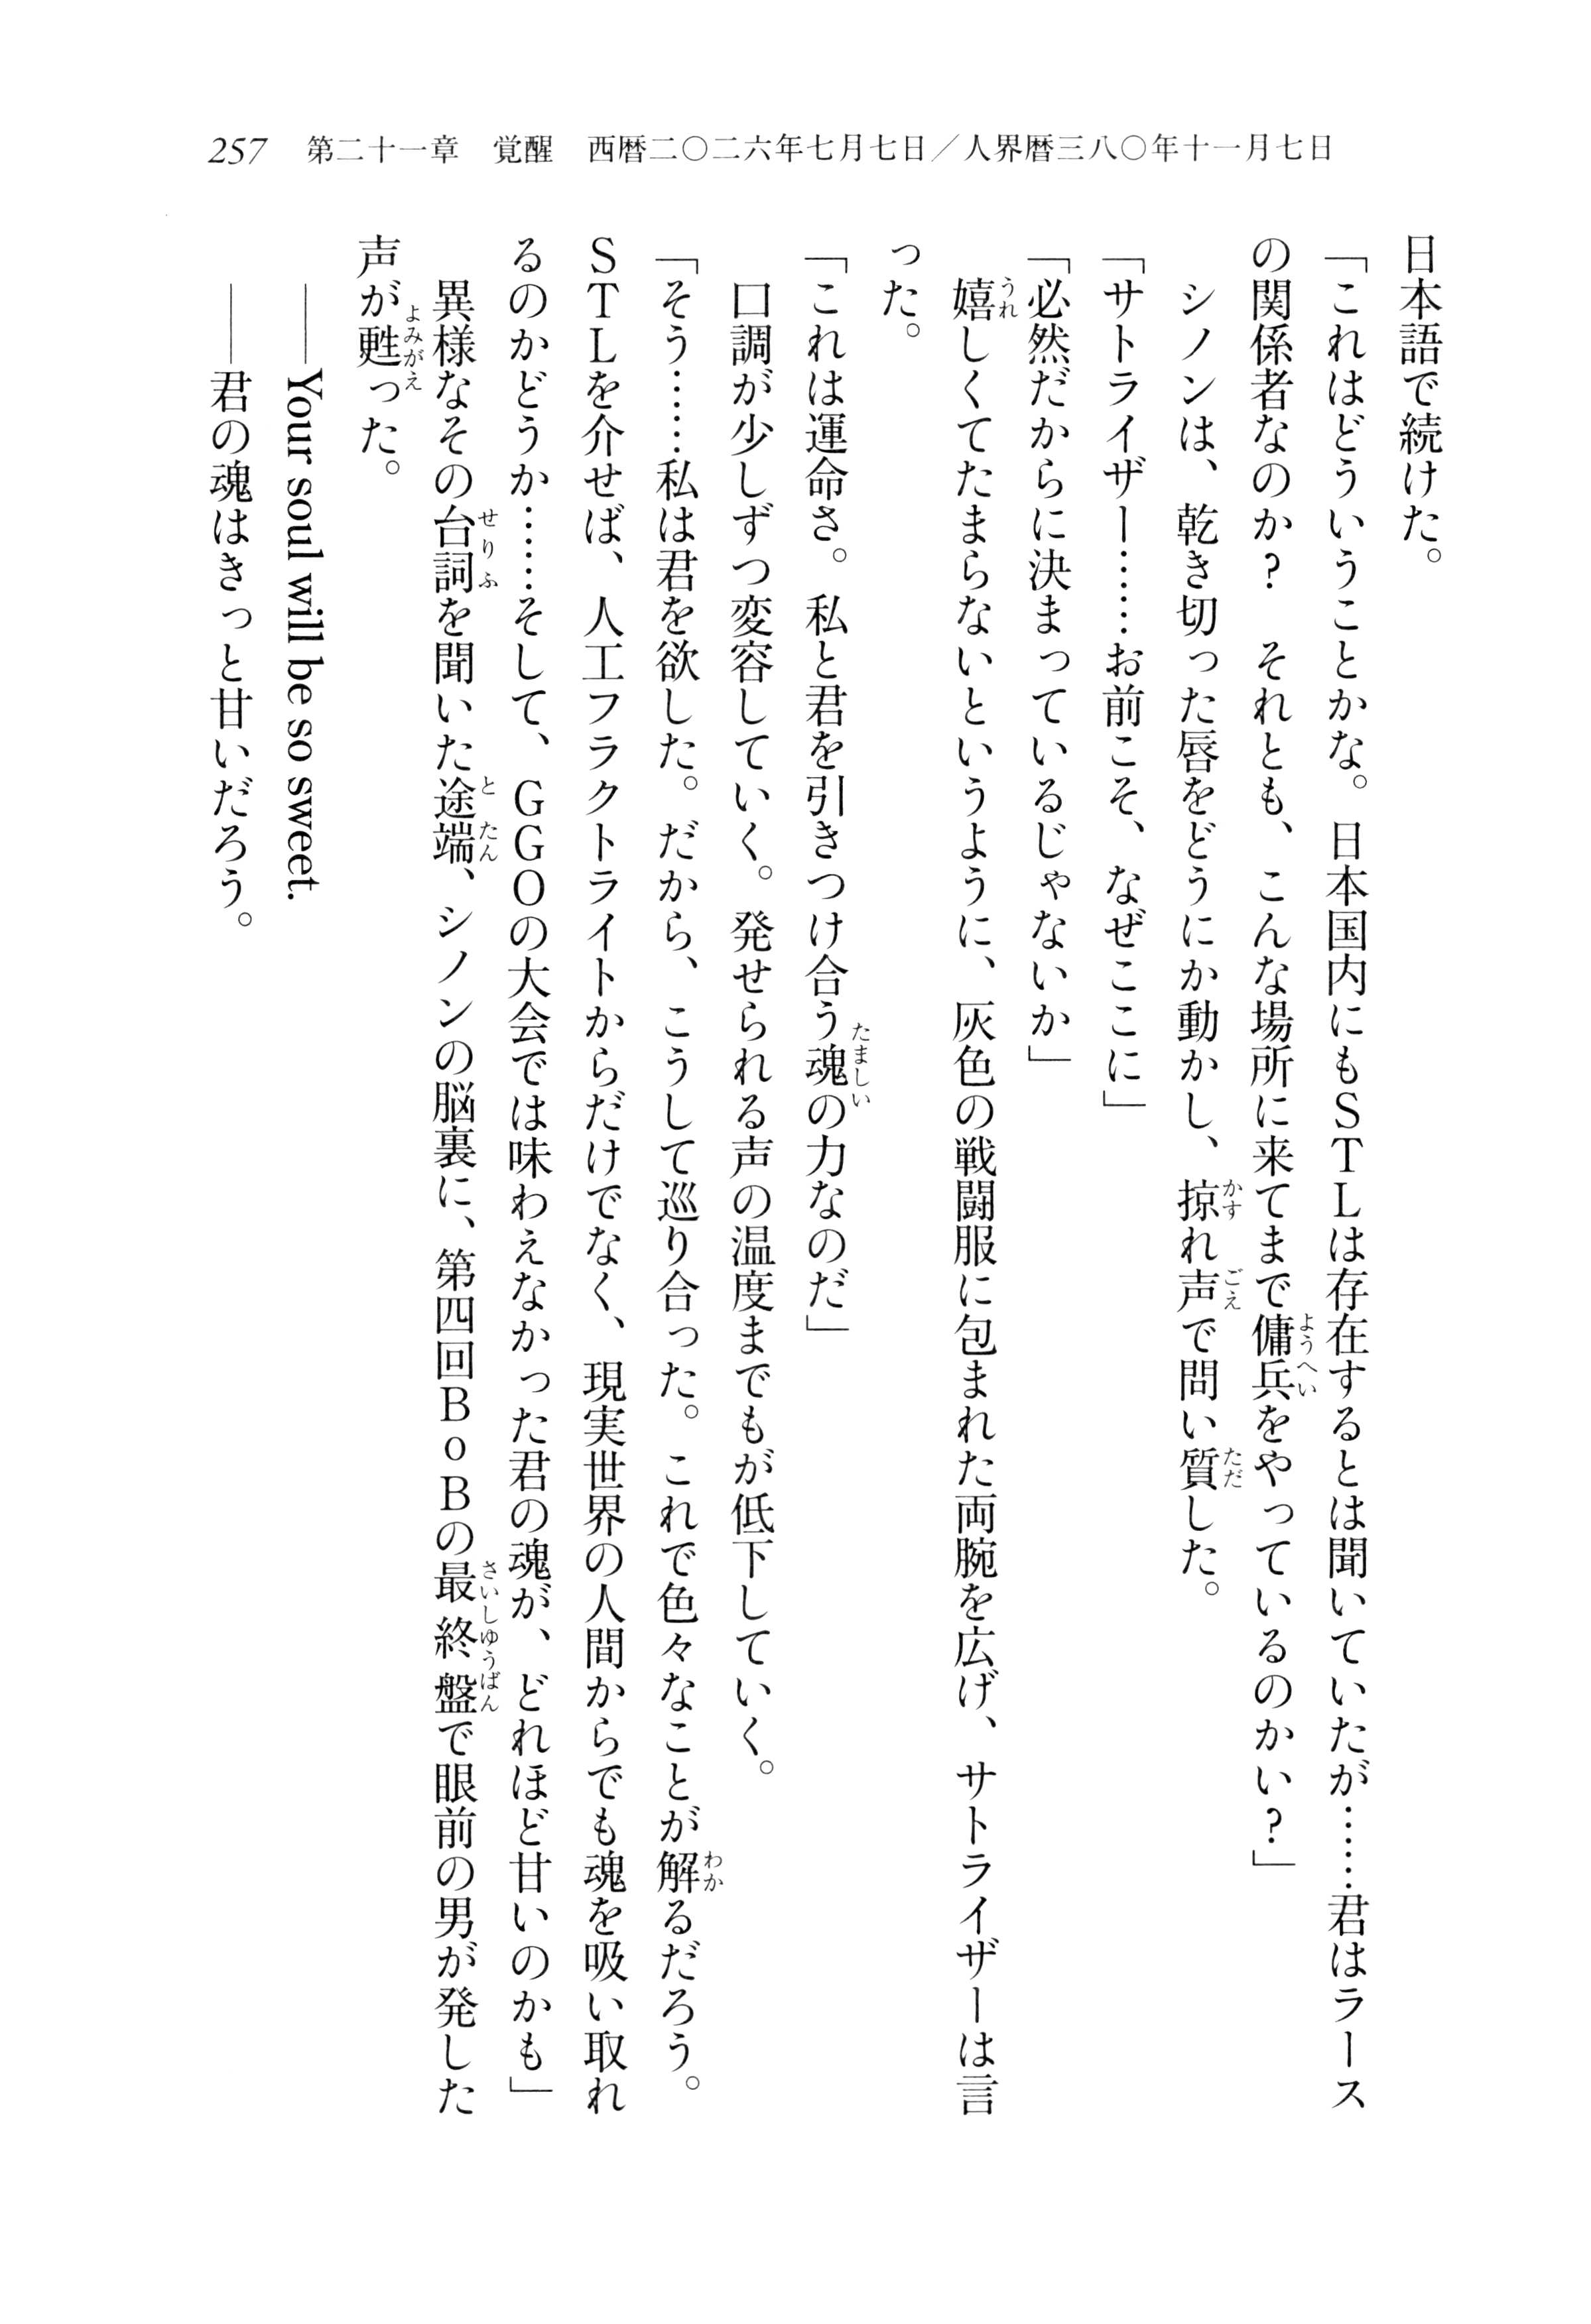 257 第二十一章 覚醒 西暦二〇二六年七月七日／人界暦三八〇年十一月七日
日本語で続けた。
「これはどういうことかな。日本国内にもＳＴＬは存在するとは聞いていたが……君はラース
の関係者なのか？　それとも、こんな場所に来てまで傭兵をやっているのかい？」
　シノンは、乾き切った唇をどうにか動かし、掠れ声で問い質した。
「サトライザー……お前こそ、なぜここに」
「必然だからに決まっているじゃないか」
　嬉しくてたまらないというように、灰色の戦闘服に包まれた両腕を広げ、サトライザーは言
った。
「これは運命さ。私と君を引きつけ合う魂の力なのだ」
　口調が少しずつ変容していく。発せられる声の温度までもが低下していく。
「そう……私は君を欲した。だから、こうして巡り合った。これで色々なことが解るだろう。
ＳＴＬを介せば、人工フラクトライトからだけでなく、現実世界の人間からでも魂を吸い取れ
るのかどうか……そして、ＧＧＯの大会では味わえなかった君の魂が、どれほど甘いのかも」
　異様なその台詞を聞いた途端、シノンの脳裏に、第四回ＢｏＢの最終盤で眼前の男が発した
声が甦った。
　――Your soul will be so sweet.
　――君の魂はきっと甘いだろう。